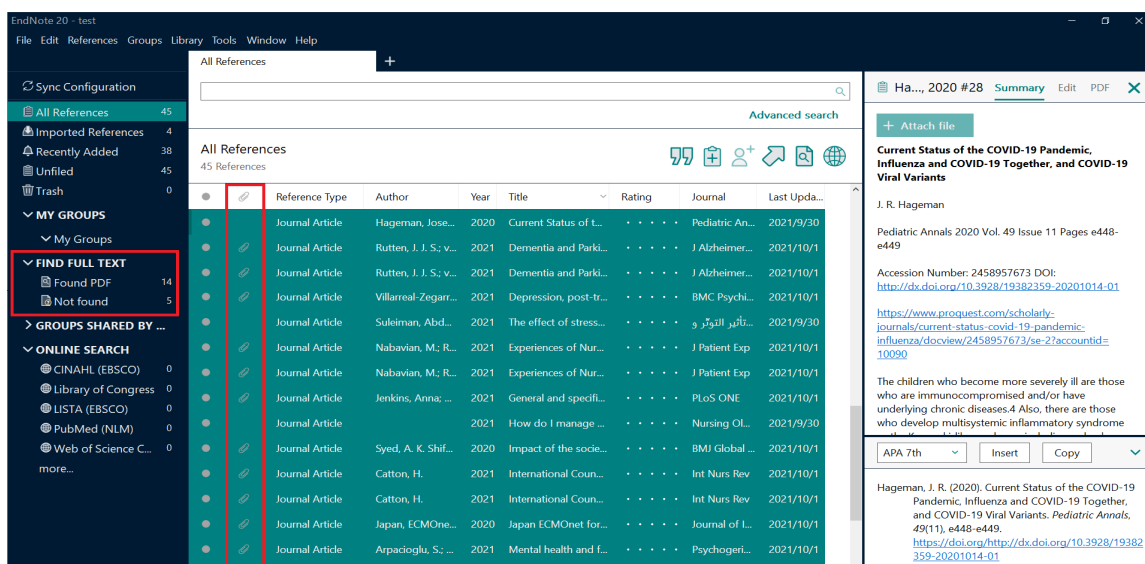 EndNote 20 - test
File Edit References Groups Library Tools Window Help
All References
Sync Configuration
All References 45
Imported References 4
Recently Added 38
Unfiled 45
Trash 0
MY GROUPS
My Groups
FIND FULL TEXT
Found PDF 14
Not found 5
GROUPS SHARED BY ...
ONLINE SEARCH
CINAHL (EBSCO) 0
Library of Congress 0
LISTA (EBSCO) 0
PubMed (NLM) 0
Web of Science C... 0
more...
Advanced search
All References
45 References
Reference Type Author Year Title Rating Journal Last Upda...
Journal Article Hageman, Jose... 2020 Current Status of t... Pediatric An... 2021/9/30
Journal Article Rutten, J. J. S.; v... 2021 Dementia and Parki... J Alzheimer... 2021/10/1
Journal Article Rutten, J. J. S.; v... 2021 Dementia and Parki... J Alzheimer... 2021/10/1
Journal Article Villarreal-Zegarr... 2021 Depression, post-tr... BMC Psychi... 2021/10/1
Journal Article Suleiman, Abd... 2021 The effect of stress... تأثير التوتّر و... 2021/9/30
Journal Article Nabavian, M.; R... 2021 Experiences of Nur... J Patient Exp 2021/10/1
Journal Article Nabavian, M.; R... 2021 Experiences of Nur... J Patient Exp 2021/10/1
Journal Article Jenkins, Anna; ... 2021 General and specifi... PLoS ONE 2021/10/1
Journal Article 2021 How do I manage ... Nursing Ol... 2021/9/30
Journal Article Syed, A. K. Shif... 2020 Impact of the socie... BMJ Global ... 2021/10/1
Journal Article Catton, H. 2021 International Coun... Int Nurs Rev 2021/10/1
Journal Article Catton, H. 2021 International Coun... Int Nurs Rev 2021/10/1
Journal Article Japan, ECMOne... 2020 Japan ECMOnet for... Journal of I... 2021/10/1
Journal Article Arpacioglu, S.; ... 2021 Mental health and f... Psychogeri... 2021/10/1
Ha..., 2020 #28 Summary Edit PDF
+ Attach file
Current Status of the COVID-19 Pandemic,
Influenza and COVID-19 Together, and COVID-19
Viral Variants
J. R. Hageman
Pediatric Annals 2020 Vol. 49 Issue 11 Pages e448-
e449
Accession Number: 2458957673 DOI:
http://dx.doi.org/10.3928/19382359-20201014-01
https://www.proquest.com/scholarly-
journals/current-status-covid-19-pandemic-
influenza/docview/2458957673/se-2?accountid=
10090
The children who become more severely ill are those
who are immunocompromised and/or have
underlying chronic diseases.4 Also, there are those
who develop multisystemic inflammatory syndrome
APA 7th Insert Copy
Hageman, J. R. (2020). Current Status of the COVID-19
Pandemic, Influenza and COVID-19 Together,
and COVID-19 Viral Variants. Pediatric Annals,
49(11), e448-e449.
https://doi.org/http://dx.doi.org/10.3928/19382
359-20201014-01